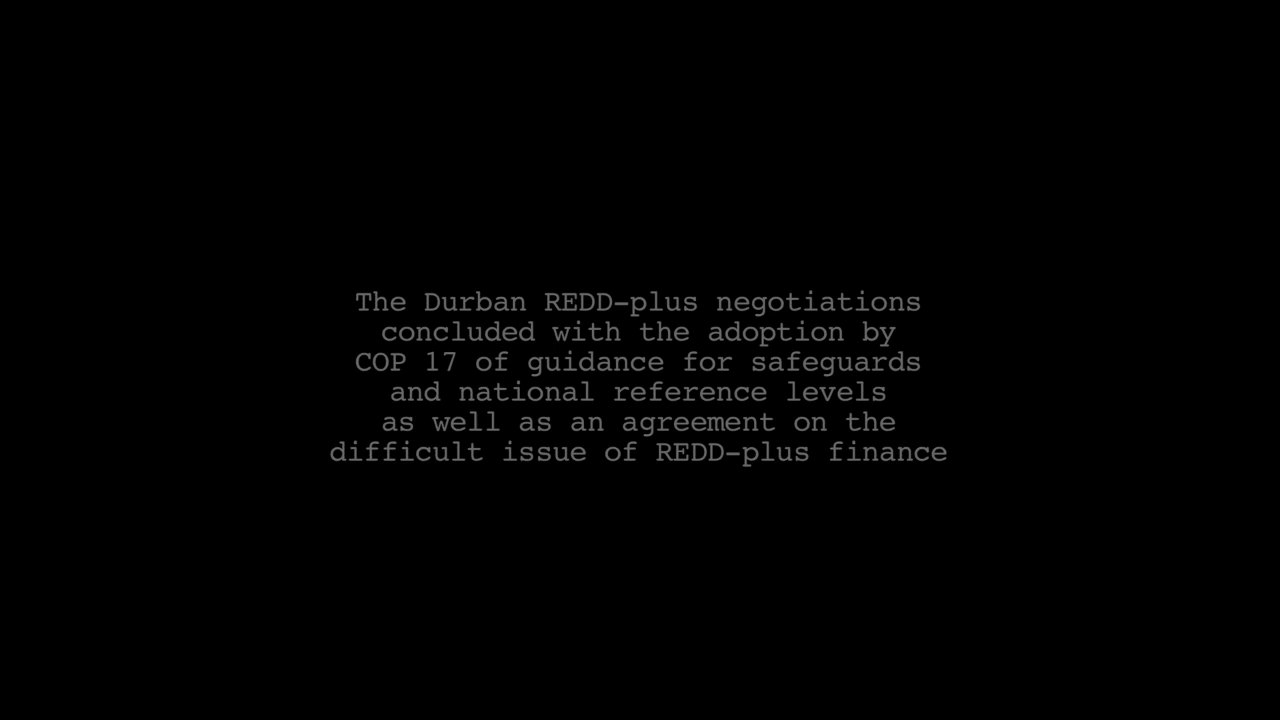 The Durban REDD-plus negotiations
concluded with the adoption by
COP 17 of guidance for safeguards
and national reference levels
as well as an agreement on the
difficult issue of REDD-plus finance